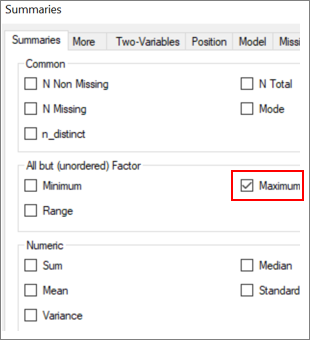 Summaries
Summaries More Two-Variables Position Model Missi
Common
N Non Missing N Total
N Missing Mode
n_distinct
All but (unordered) Factor
Minimum Maximum
Range
Numeric
Sum Median
Mean Standard
Variance